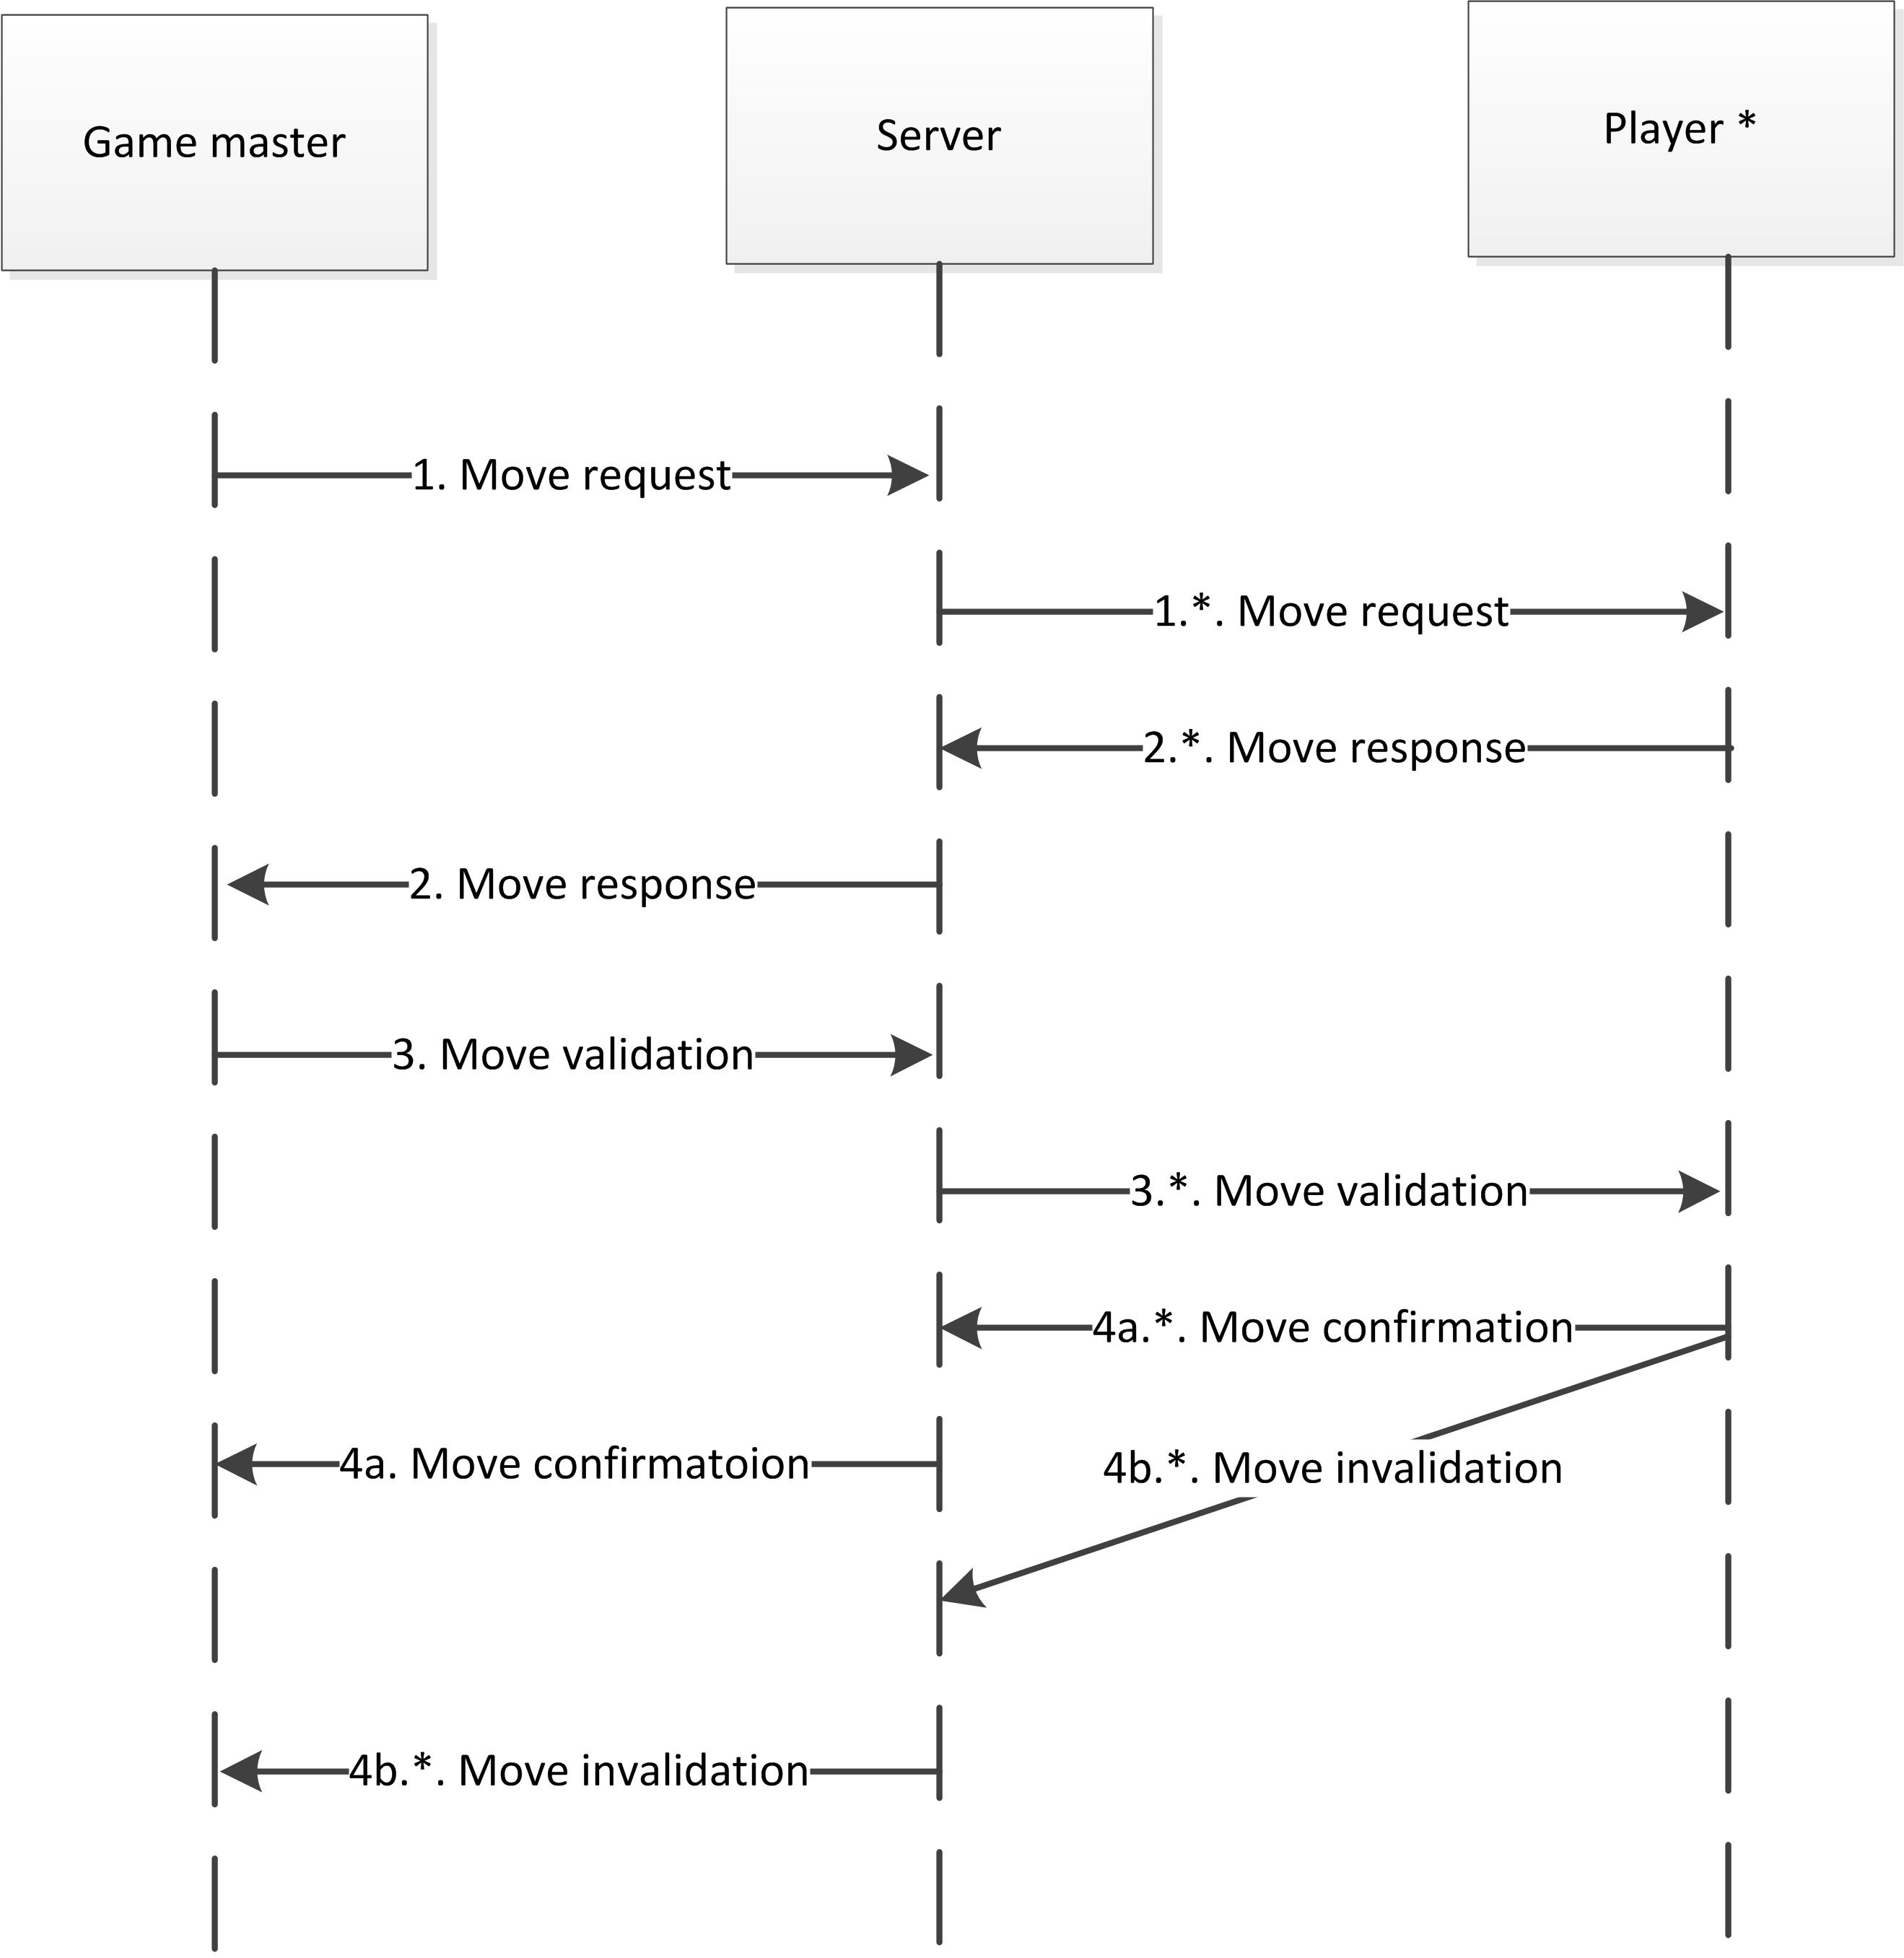 Game master
Server
Player *
1. Move request
1.*. Move request
2.*. Move response
2. Move response
3. Move validation
3.*. Move validation
4a.*. Move confirmation
4a. Move confirmatoion
4b.*. Move invalidation
4b.*. Move invalidation